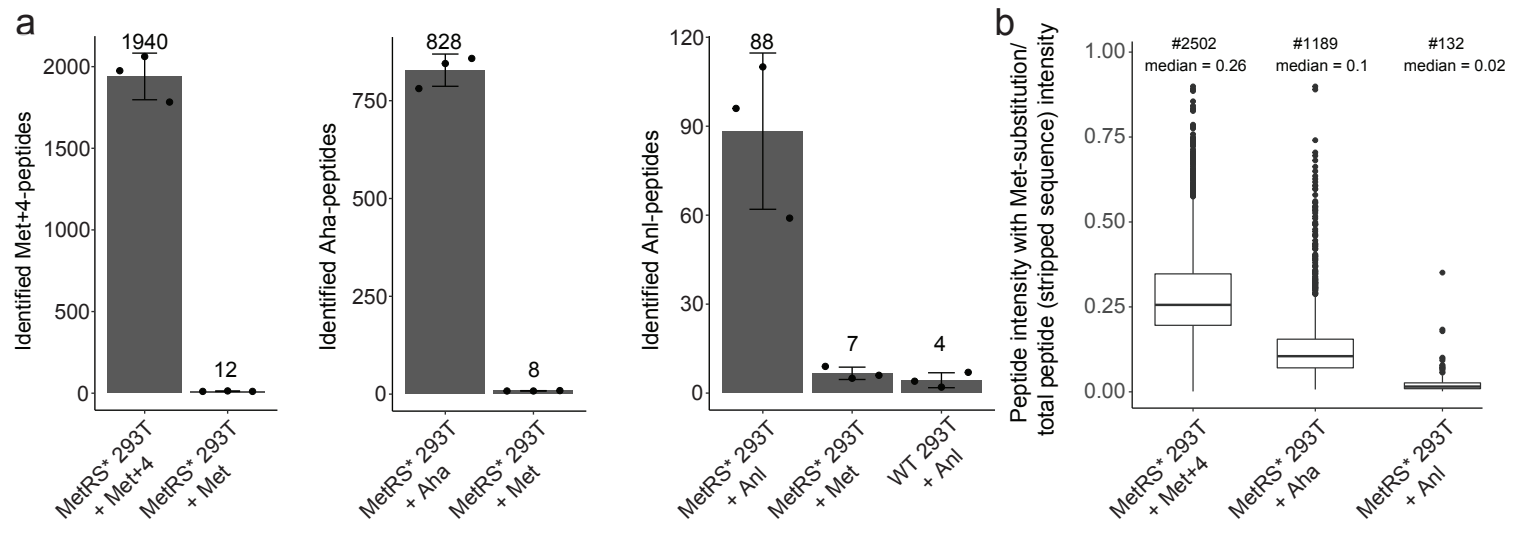 a
Identified Met+4-peptides
2000
1500
1000
500
0
1940
12
MetRS* 293T
+ Met+4
MetRS* 293T
+ Met
Identified Aha-peptides
750
500
250
0
828
8
MetRS* 293T
+ Aha
MetRS* 293T
+ Met
Identified Anl-peptides
120
90
60
30
0
88
7
4
MetRS* 293T
+ Anl
MetRS* 293T
+ Met
WT 293T
+ Anl
b
Peptide intensity with Met-substitution/
total peptide (stripped sequence) intensity
1.00
0.75
0.50
0.25
0.00
#2502
median = 0.26
#1189
median = 0.1
#132
median = 0.02
MetRS* 293T
+ Met+4
MetRS* 293T
+ Aha
MetRS* 293T
+ Anl